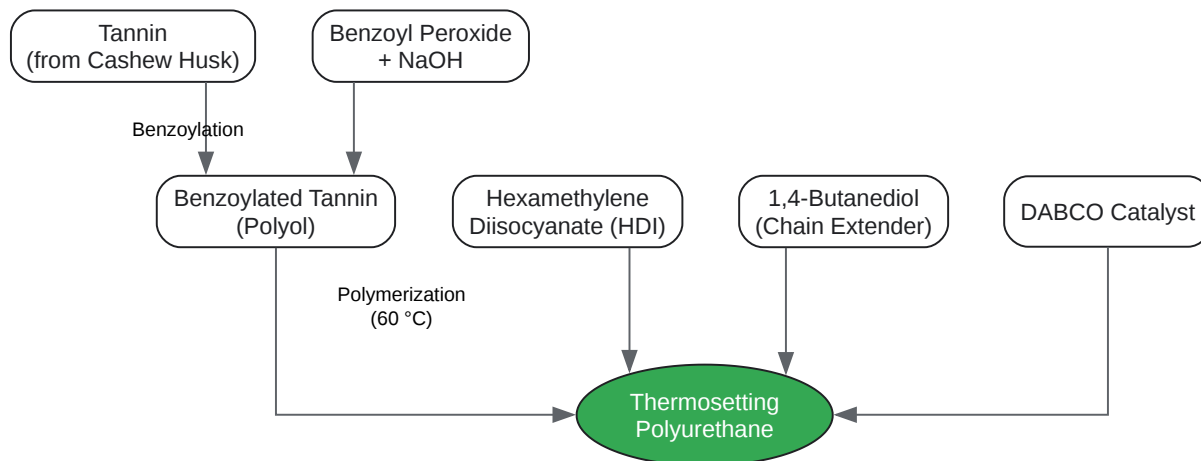 Tannin
(from Cashew Husk)
Benzoyl Peroxide
+ NaOH
Benzoylation
Benzoylated Tannin
(Polyol)
Hexamethylene
Diisocyanate (HDI)
1,4-Butanediol
(Chain Extender)
DABCO Catalyst
Polymerization
(60 °C)
Thermosetting
Polyurethane